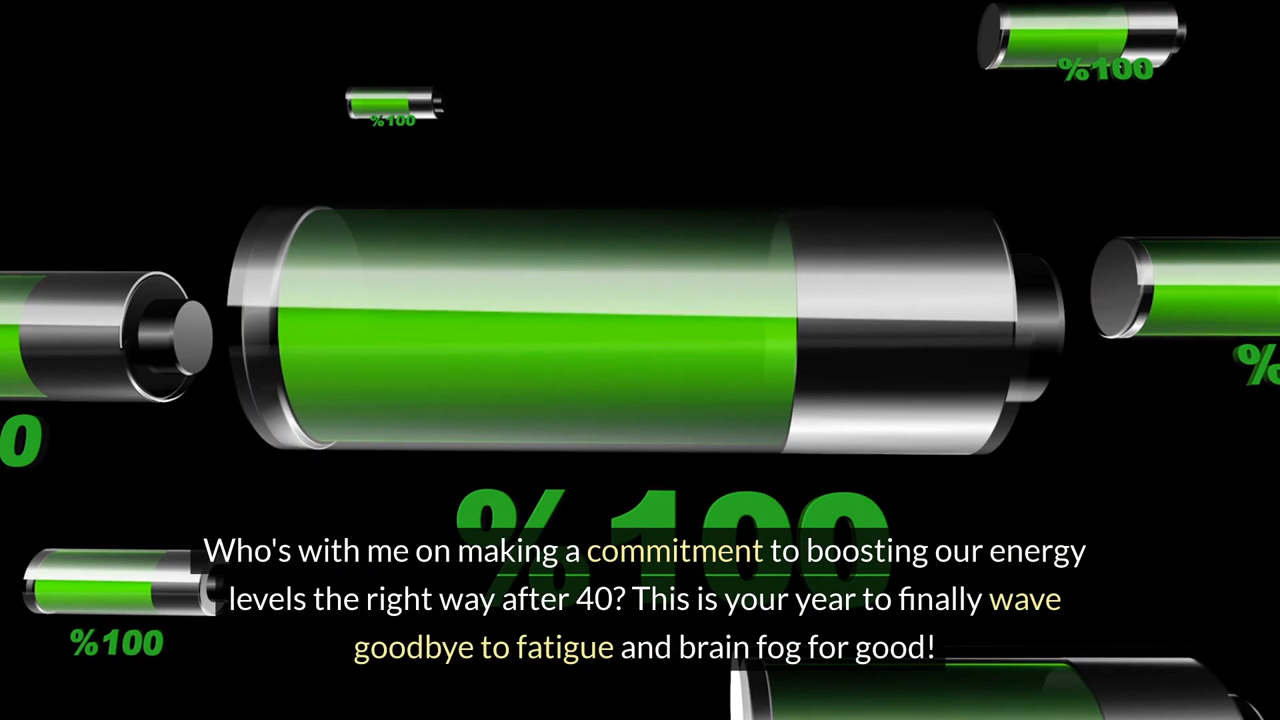 %100
%100
%
0
%100
Who's with me on making a commitment to boosting our energy
levels the right way after 40? This is your year to finally wave
goodbye to fatigue and brain fog for good!
%100